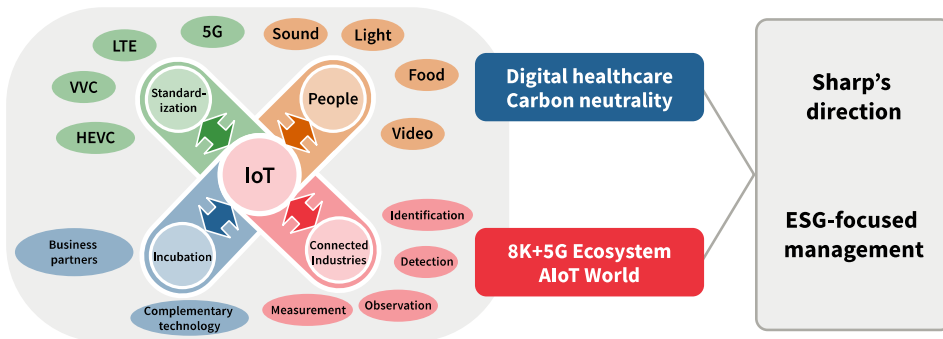 5G
LTE
VVC
HEVC
Standard-
ization
Sound
Light
Food
Video
People
IoT
Business
partners
Incubation
Complementary
technology
Connected
Industries
Identification
Detection
Observation
Measurement
Digital healthcare
Carbon neutrality
8K+5G Ecosystem
AIoT World
Sharp’s
direction
ESG-focused
management